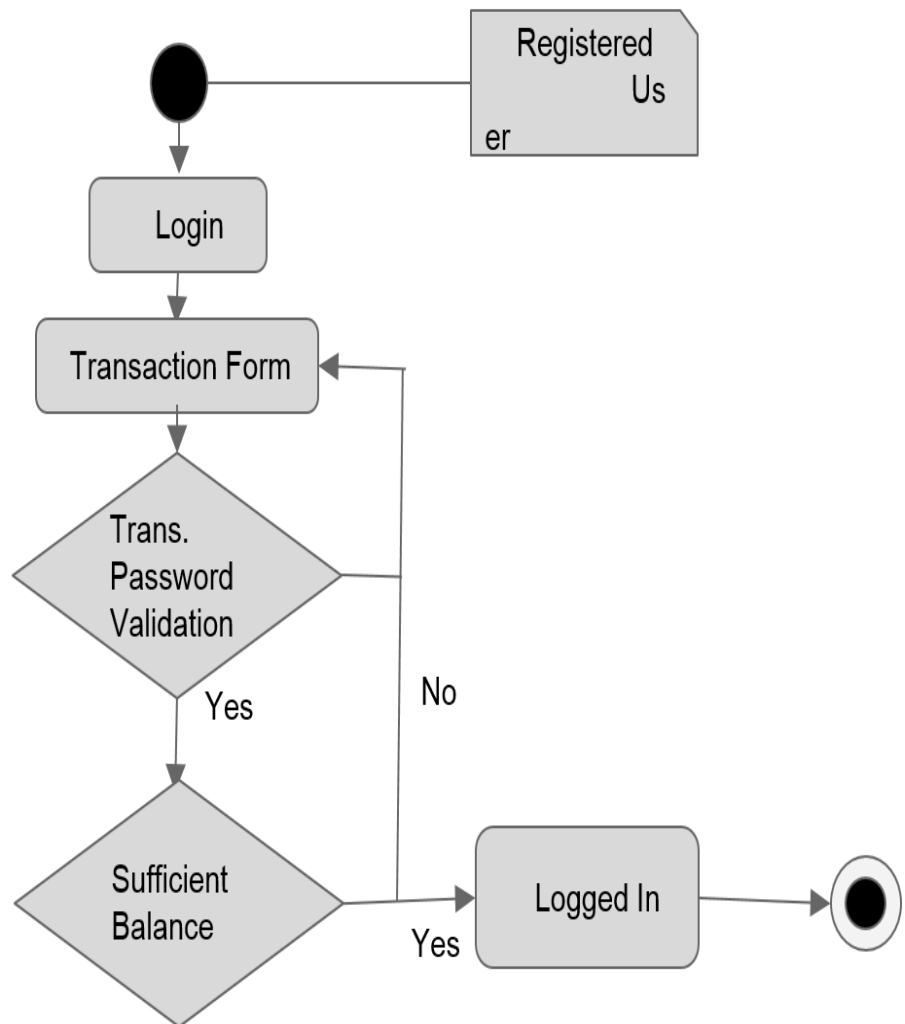 Registered
Us
er
Login
Transaction Form
Trans.
Password
Validation
Yes
No
Sufficient
Balance
Logged In
Yes